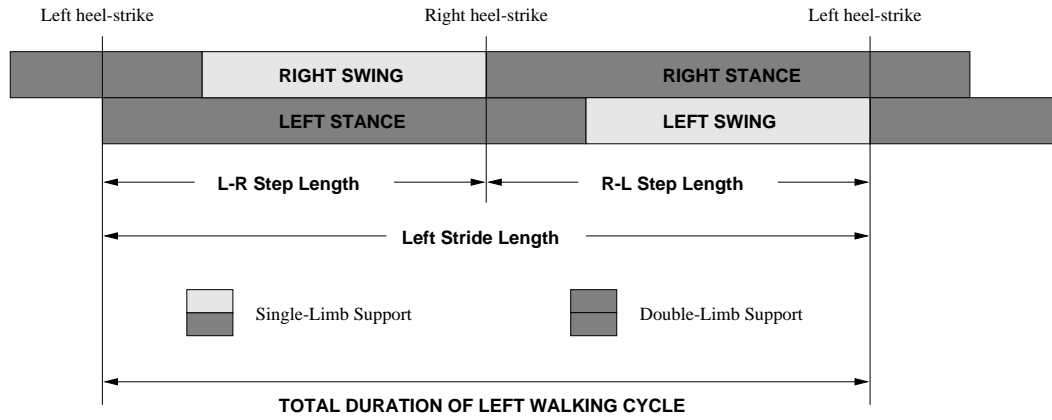 Left heel-strike
Right heel-strike
Left heel-strike
RIGHT SWING
RIGHT STANCE
LEFT STANCE
LEFT SWING
L-R Step Length
R-L Step Length
Left Stride Length
Single-Limb Support
Double-Limb Support
TOTAL DURATION OF LEFT WALKING CYCLE